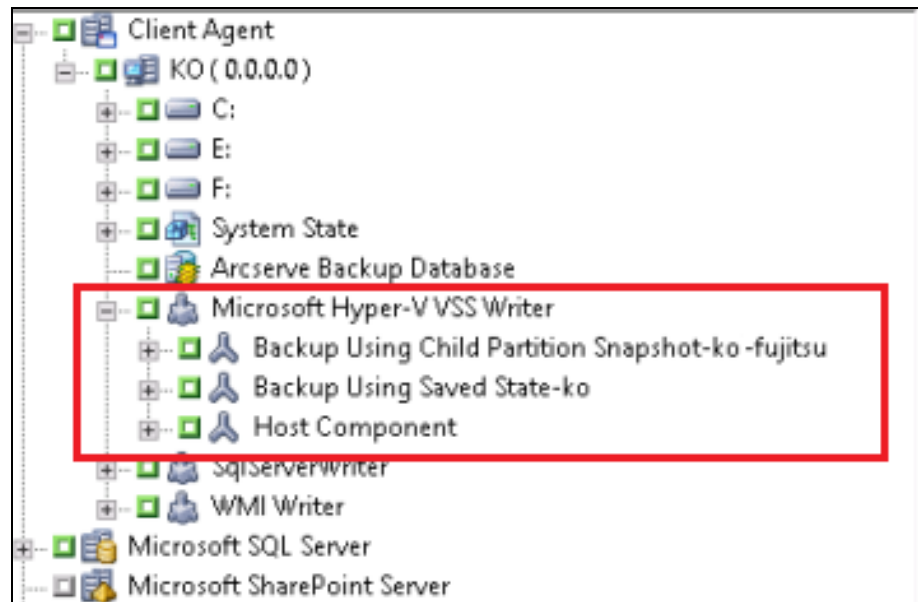 Client Agent
KO ( 0.0.0.0 )
C:
E:
F:
System State
Arcserve Backup Database
Microsoft Hyper-V VSS Writer
Backup Using Child Partition Snapshot-ko -fujitsu
Backup Using Saved State-ko
Host Component
SqlServerWriter
WMI Writer
Microsoft SQL Server
Microsoft SharePoint Server